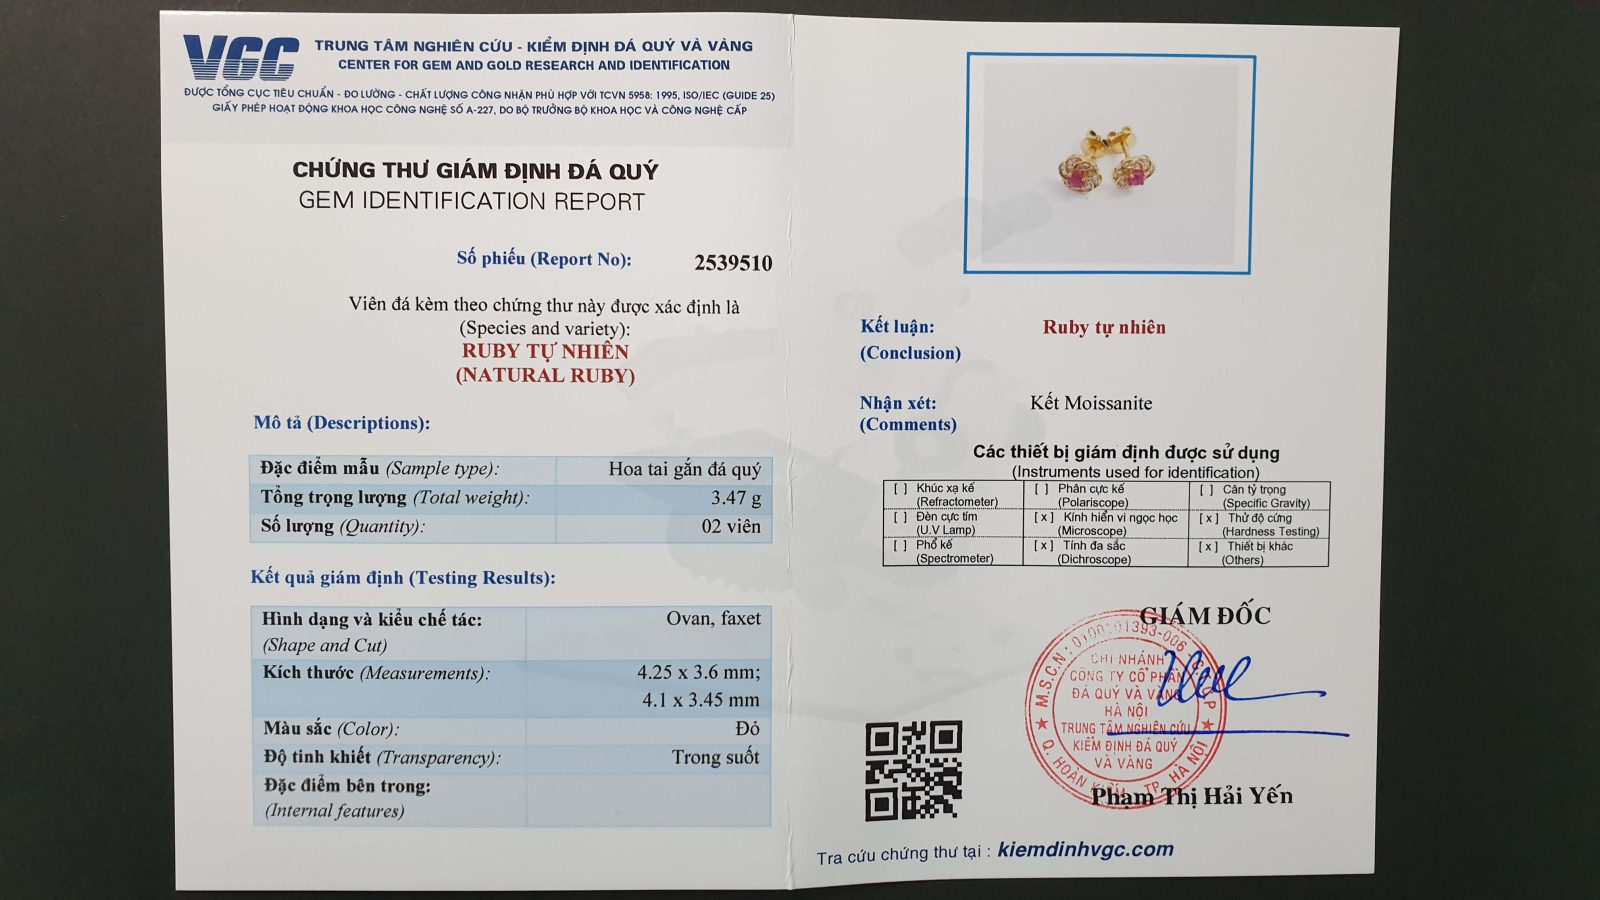 VGC
TRUNG TÂM NGHIÊN CỨU - KIỂM ĐỊNH ĐÁ QUÝ VÀ VÀNG
CENTER FOR GEM AND GOLD RESEARCH AND IDENTIFICATION
ĐƯỢC TỔNG CỤC TIÊU CHUẨN - ĐO LƯỜNG - CHẤT LƯỢNG CÔNG NHẬN PHÙ HỢP VỚI TCVN 5958: 1995, ISO/IEC (GUIDE 25)
GIẤY PHÉP HOẠT ĐỘNG KHOA HỌC CÔNG NGHỆ SỐ A-227, DO BỘ TRƯỞNG BỘ KHOA HỌC VÀ CÔNG NGHỆ CẤP
CHỨNG THƯ GIÁM ĐỊNH ĐÁ QUÝ
GEM IDENTIFICATION REPORT
Số phiếu (Report No): 2539510
Viên đá kèm theo chứng thư này được xác định là
(Species and variety):
RUBY TỰ NHIÊN
(NATURAL RUBY)
Mô tả (Descriptions):
Đặc điểm mẫu (Sample type): Hoa tai gắn đá quý
Tổng trọng lượng (Total weight): 3.47 g
Số lượng (Quantity): 02 viên
Kết quả giám định (Testing Results):
Hình dạng và kiểu chế tác: Ovan, faxet
(Shape and Cut)
Kích thước (Measurements): 4.25 x 3.6 mm;
4.1 x 3.45 mm
Màu sắc (Color): Đỏ
Độ tinh khiết (Transparency): Trong suốt
Đặc điểm bên trong:
(Internal features)
Kết luận: Ruby tự nhiên
(Conclusion)
Nhận xét: Kết Moissanite
(Comments)
Các thiết bị giám định được sử dụng
(Instruments used for identification)
[ ] Khúc xạ kế [ ] Phân cực kế [ ] Cân tỷ trọng
(Refractometer) (Polariscope) (Specific Gravity)
[ ] Đèn cực tím [x] Kính hiển vi ngọc học [x] Thử độ cứng
(U.V Lamp) (Microscope) (Hardness Testing)
[ ] Phổ kế [x] Tính đa sắc [x] Thiết bị khác
(Spectrometer) (Dichroscope) (Others)
GIÁM ĐỐC
CHI NHÁNH
CÔNG TY CỔ PHẦN
ĐÁ QUÝ VÀ VÀNG
HÀ NỘI
TRUNG TÂM NGHIÊN CỨU
KIỂM ĐỊNH ĐÁ QUÝ
VÀ VÀNG
Q. HOÀN KIẾM - TP. HÀ NỘI
Phạm Thị Hải Yến
Tra cứu chứng thư tại : kiemdinhvgc.com